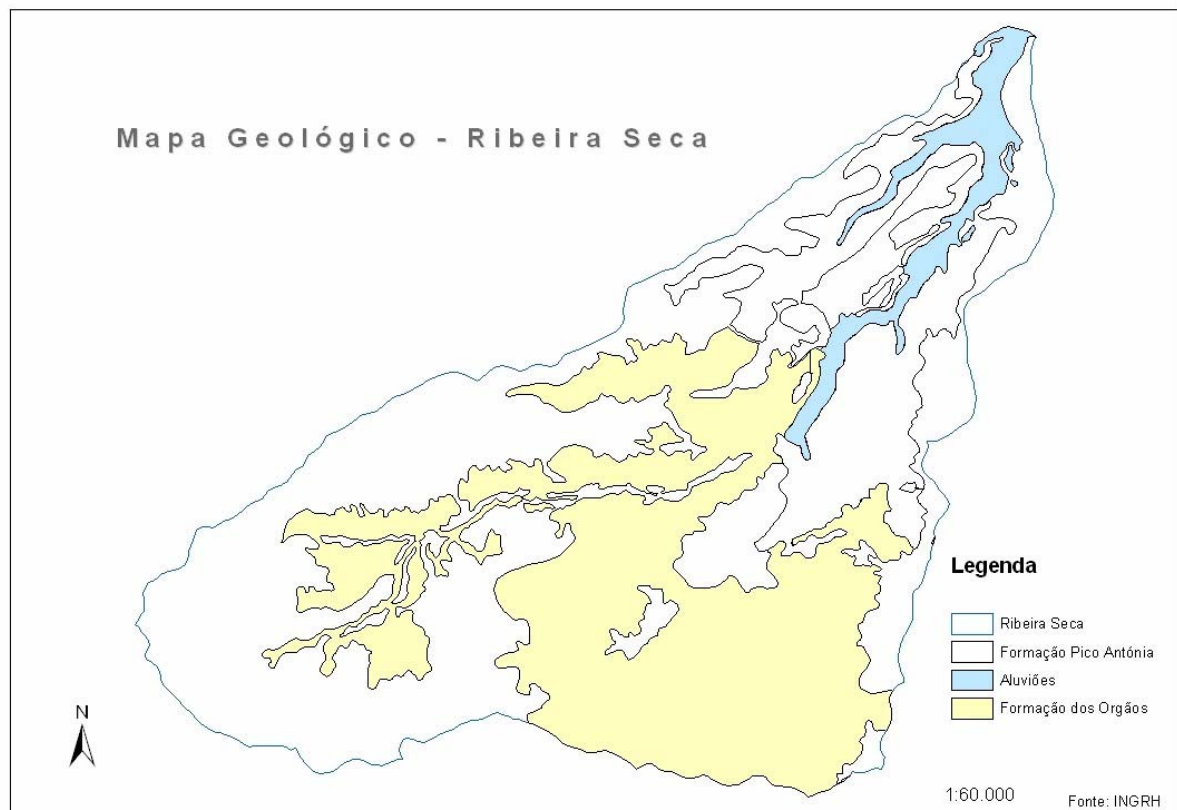 Mapa Geológico - Ribeira Seca
Legenda
Ribeira Seca
Formação Pico Antónia
Aluviões
Formação dos Orgãos
N
1:60.000
Fonte: INGRH